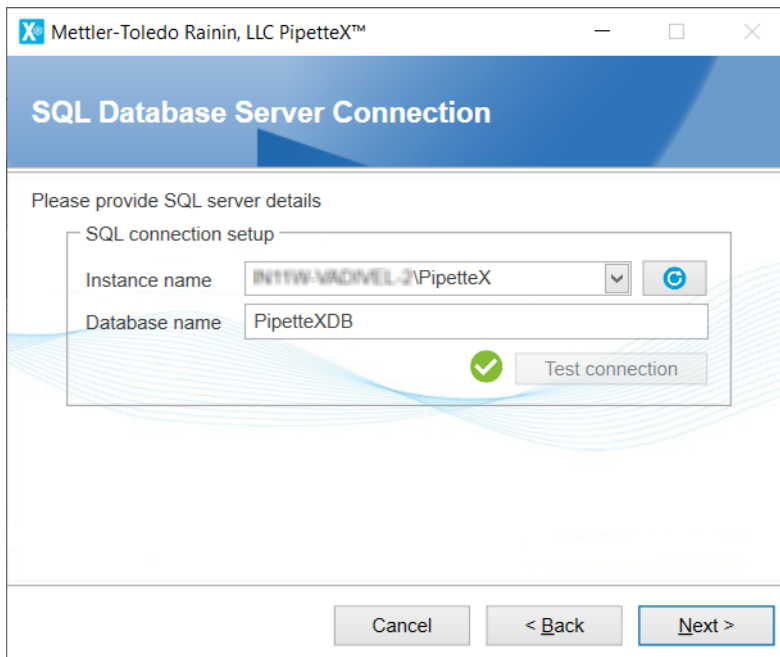 Mettler-Toledo Rainin, LLC PipetteX™
SQL Database Server Connection
Please provide SQL server details
SQL connection setup
Instance name \PipetteX
Database name PipetteXDB
Test connection
Cancel < Back Next >